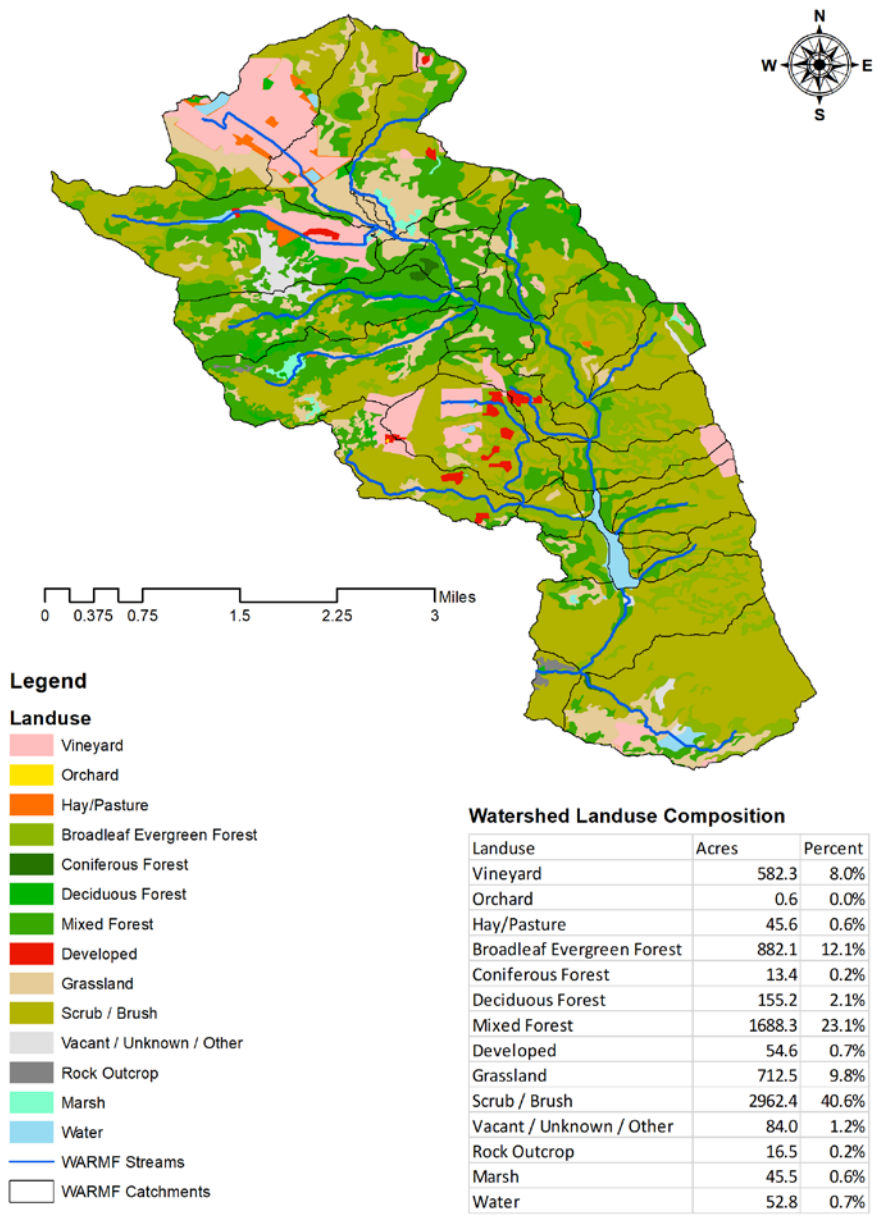 N
W E
S
Miles
0 0.375 0.75 1.5 2.25 3
Legend
Landuse
Vineyard
Orchard
Hay/Pasture
Broadleaf Evergreen Forest
Coniferous Forest
Deciduous Forest
Mixed Forest
Developed
Grassland
Scrub / Brush
Vacant / Unknown / Other
Rock Outcrop
Marsh
Water
WARMF Streams
WARMF Catchments
Watershed Landuse Composition
Landuse Acres Percent
Vineyard 582.3 8.0%
Orchard 0.6 0.0%
Hay/Pasture 45.6 0.6%
Broadleaf Evergreen Forest 882.1 12.1%
Coniferous Forest 13.4 0.2%
Deciduous Forest 155.2 2.1%
Mixed Forest 1688.3 23.1%
Developed 54.6 0.7%
Grassland 712.5 9.8%
Scrub / Brush 2962.4 40.6%
Vacant / Unknown / Other 84.0 1.2%
Rock Outcrop 16.5 0.2%
Marsh 45.5 0.6%
Water 52.8 0.7%